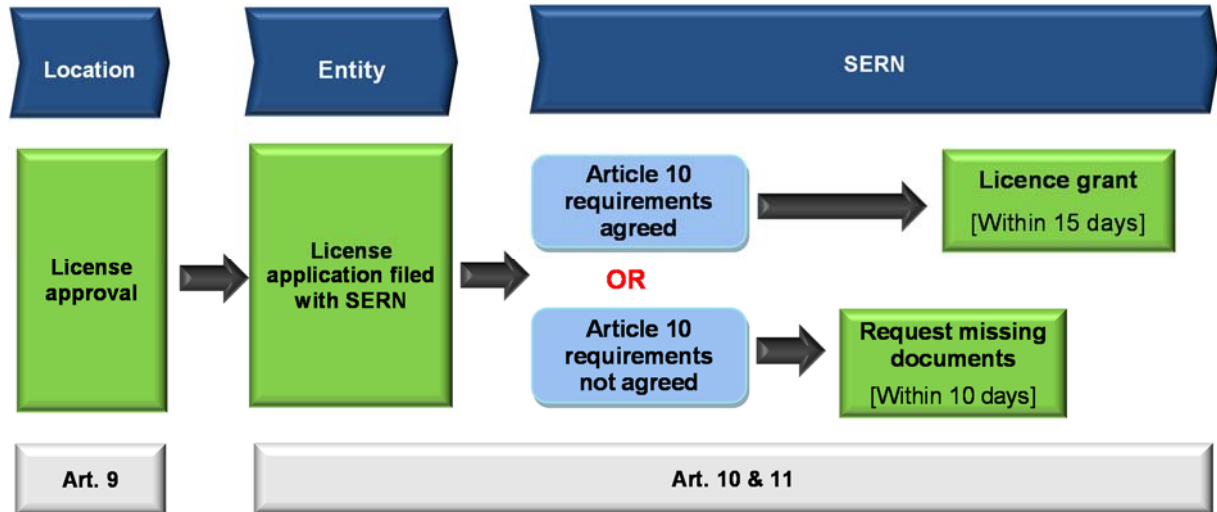 Location
Entity
SERN
License
approval
License
application filed
with SERN
Article 10
requirements
agreed
Licence grant
[Within 15 days]
OR
Article 10
requirements
not agreed
Request missing
documents
[Within 10 days]
Art. 9
Art. 10 & 11